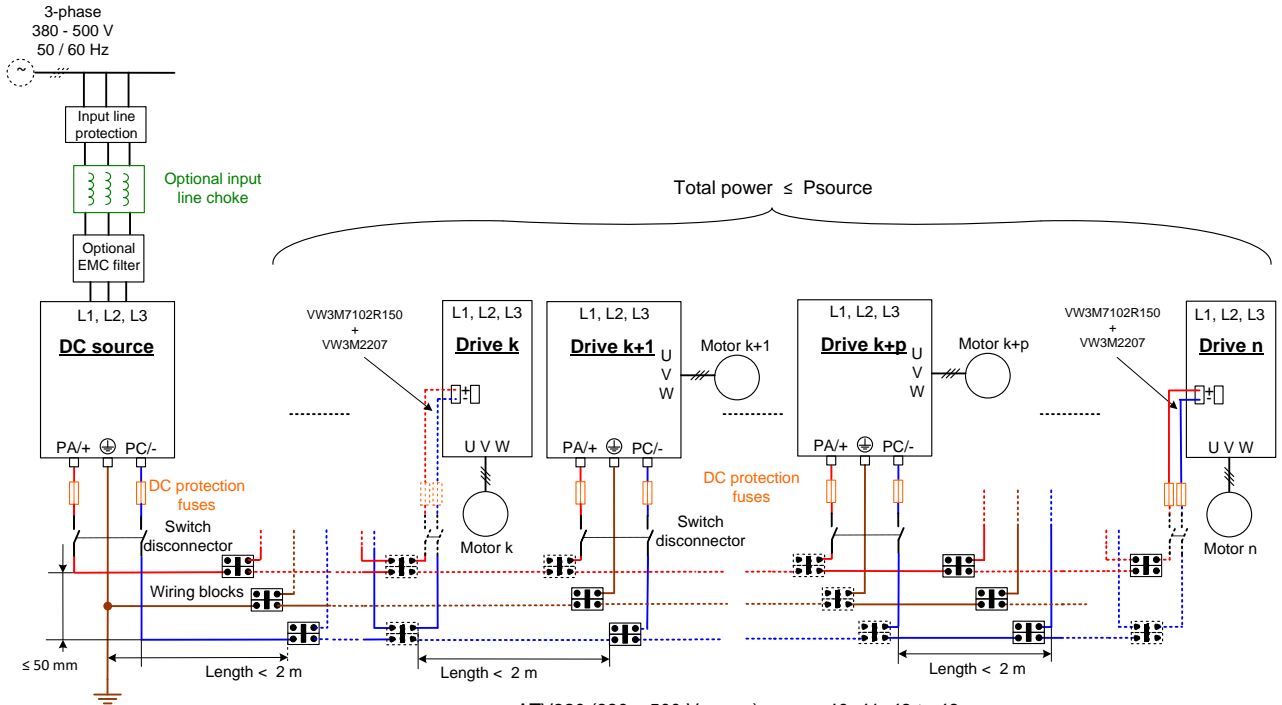 3-phase
380 - 500 V
50 / 60 Hz
~
Input line
protection
Optional input
line choke
Total power ≤ Psource
Optional
EMC filter
L1, L2, L3
DC source
VW3M7102R150
+
VW3M2207
L1, L2, L3
Drive k
L1, L2, L3
Drive k+1
U
V
W
Motor k+1
L1, L2, L3
Drive k+p
U
V
W
Motor k+p
VW3M7102R150
+
VW3M2207
L1, L2, L3
Drive n
+
-
+
-
PA/+
PC/-
U V W
PA/+
PC/-
PA/+
PC/-
U V W
DC protection
fuses
DC protection
fuses
Switch
disconnector
Motor k
Switch
disconnector
Motor n
Wiring blocks
≤ 50 mm
Length < 2 m
Length < 2 m
Length < 2 m